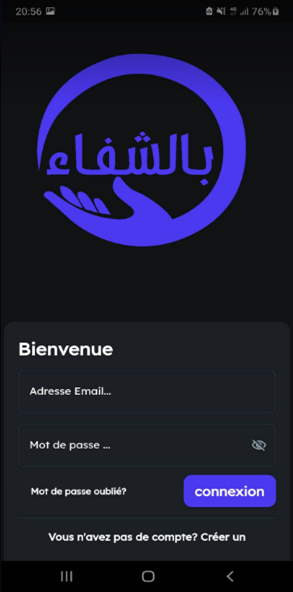 20:56
76%
بالشفاء
Bienvenue
Adresse Email...
Mot de passe ...
Mot de passe oublié?
connexion
Vous n'avez pas de compte? Créer un